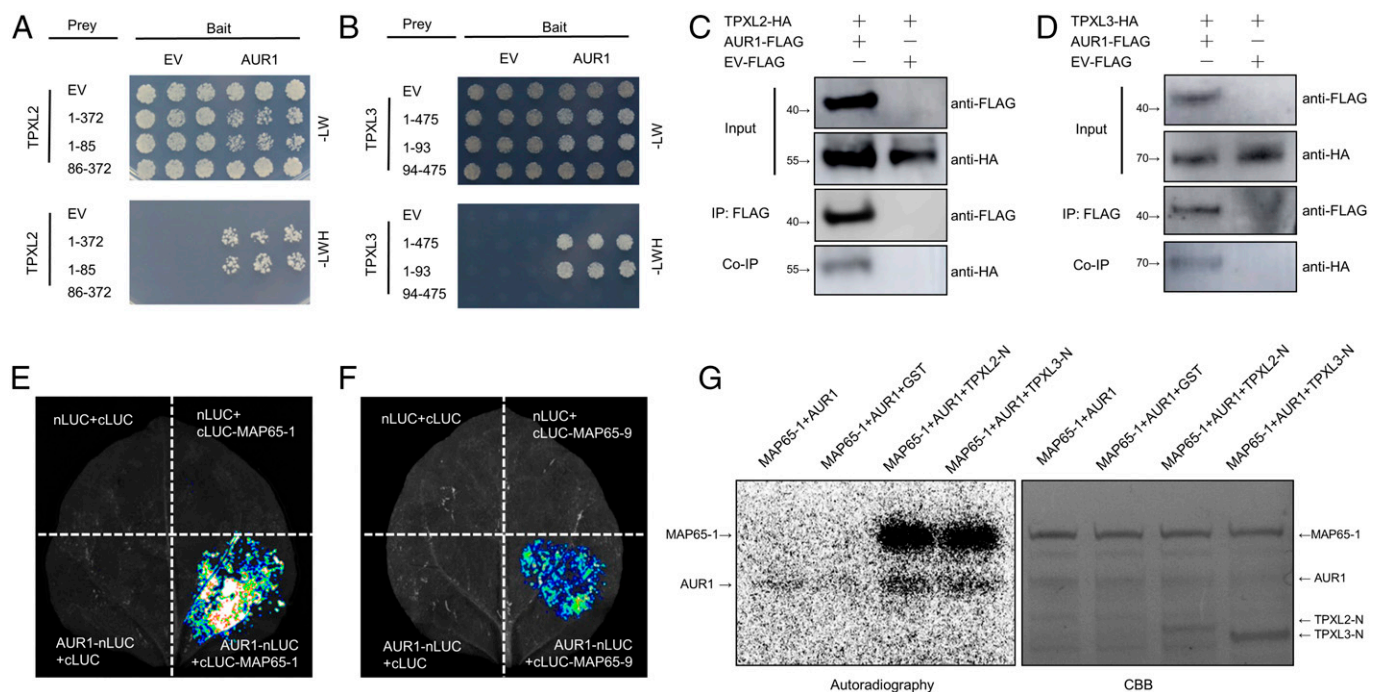 A
Prey
Bait
EV
AUR1
TPXL2
EV
1-372
1-85
86-372
-LW
TPXL2
EV
1-372
1-85
86-372
-LWH
B
Prey
Bait
EV
AUR1
TPXL3
EV
1-475
1-93
94-475
-LW
TPXL3
EV
1-475
1-93
94-475
-LWH
C
TPXL2-HA + +
AUR1-FLAG + −
EV-FLAG − +
Input
40→ anti-FLAG
55→ anti-HA
IP: FLAG 40→ anti-FLAG
Co-IP 55→ anti-HA
D
TPXL3-HA + +
AUR1-FLAG + −
EV-FLAG − +
Input
40→ anti-FLAG
70→ anti-HA
IP: FLAG 40→ anti-FLAG
Co-IP 70→ anti-HA
E
nLUC+cLUC
nLUC+
cLUC-MAP65-1
AUR1-nLUC
+cLUC
AUR1-nLUC
+cLUC-MAP65-1
F
nLUC+cLUC
nLUC+
cLUC-MAP65-9
AUR1-nLUC
+cLUC
AUR1-nLUC
+cLUC-MAP65-9
G
MAP65-1+AUR1
MAP65-1+AUR1+GST
MAP65-1+AUR1+TPXL2-N
MAP65-1+AUR1+TPXL3-N
MAP65-1+AUR1
MAP65-1+AUR1+GST
MAP65-1+AUR1+TPXL2-N
MAP65-1+AUR1+TPXL3-N
MAP65-1→
AUR1→
←MAP65-1
←AUR1
←TPXL2-N
←TPXL3-N
Autoradiography
CBB